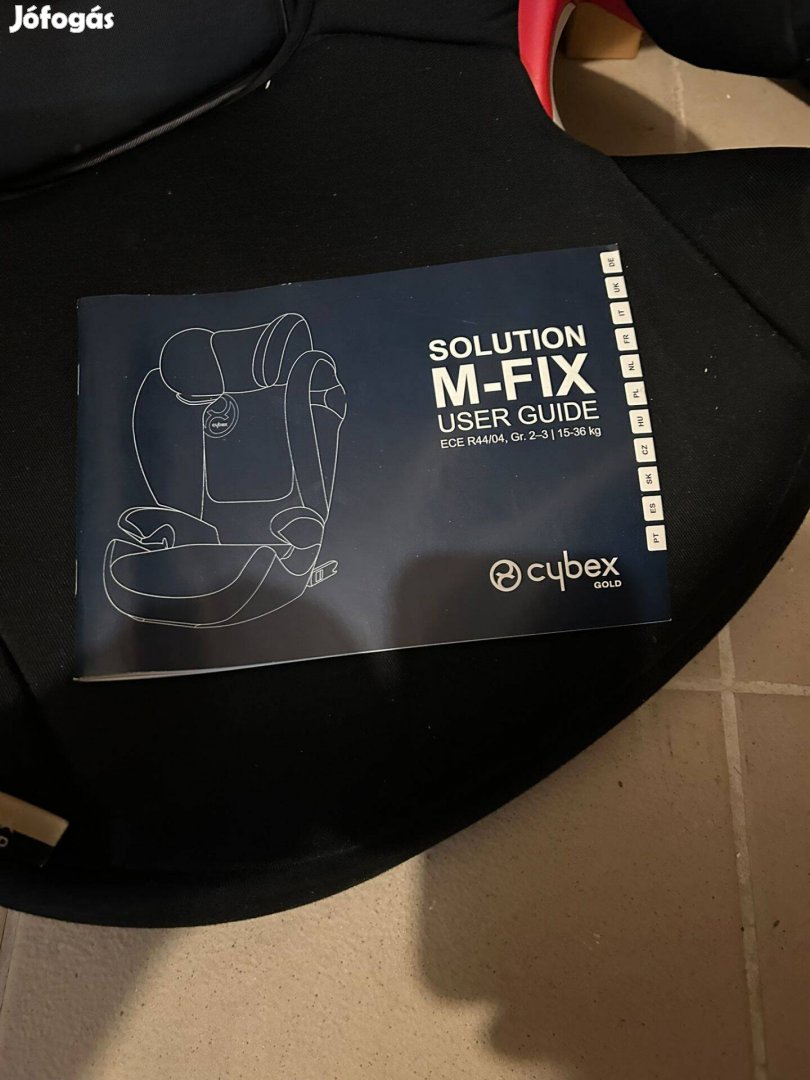 Jófogás
SOLUTION
M-FIX
USER GUIDE
ECE R44/04, Gr. 2–3 | 15-36 kg
cybex
cybex
GOLD
DE
UK
IT
FR
NL
PL
HU
CZ
SK
ES
PT